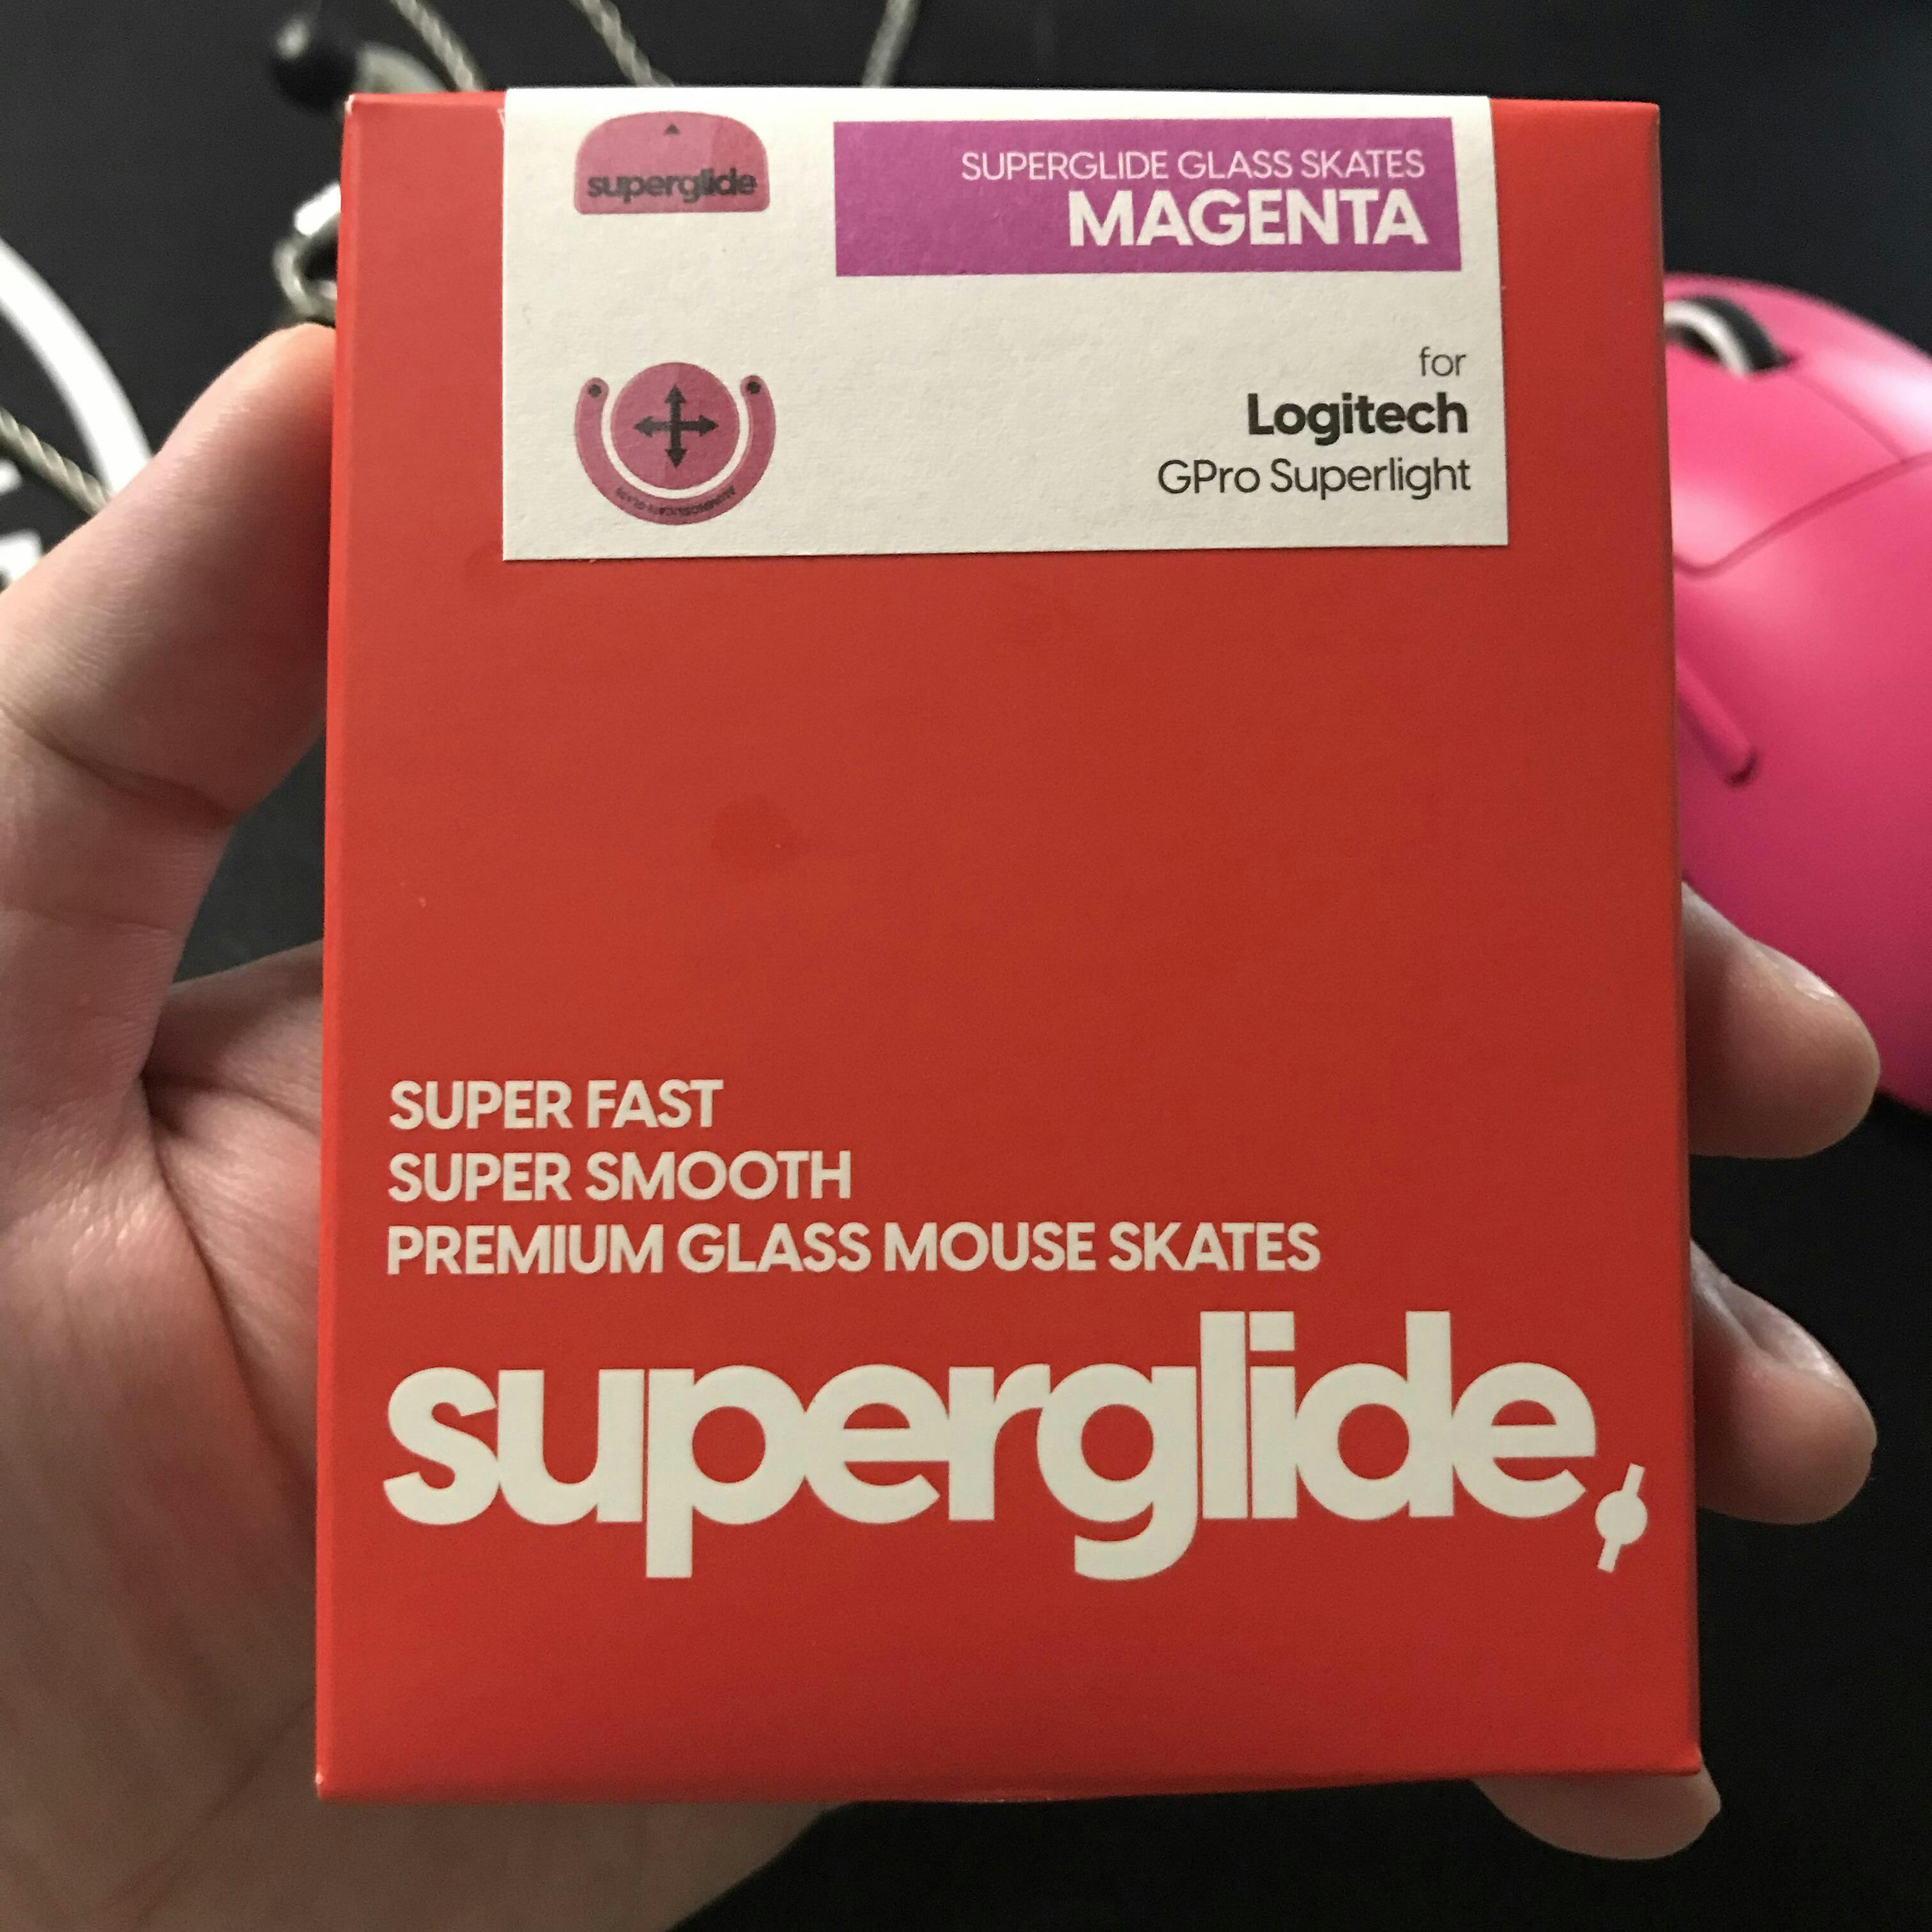 superglide
SUPERGLIDE GLASS SKATES
MAGENTA
for
Logitech
GPro Superlight
SUPER FAST
SUPER SMOOTH
PREMIUM GLASS MOUSE SKATES
superglide